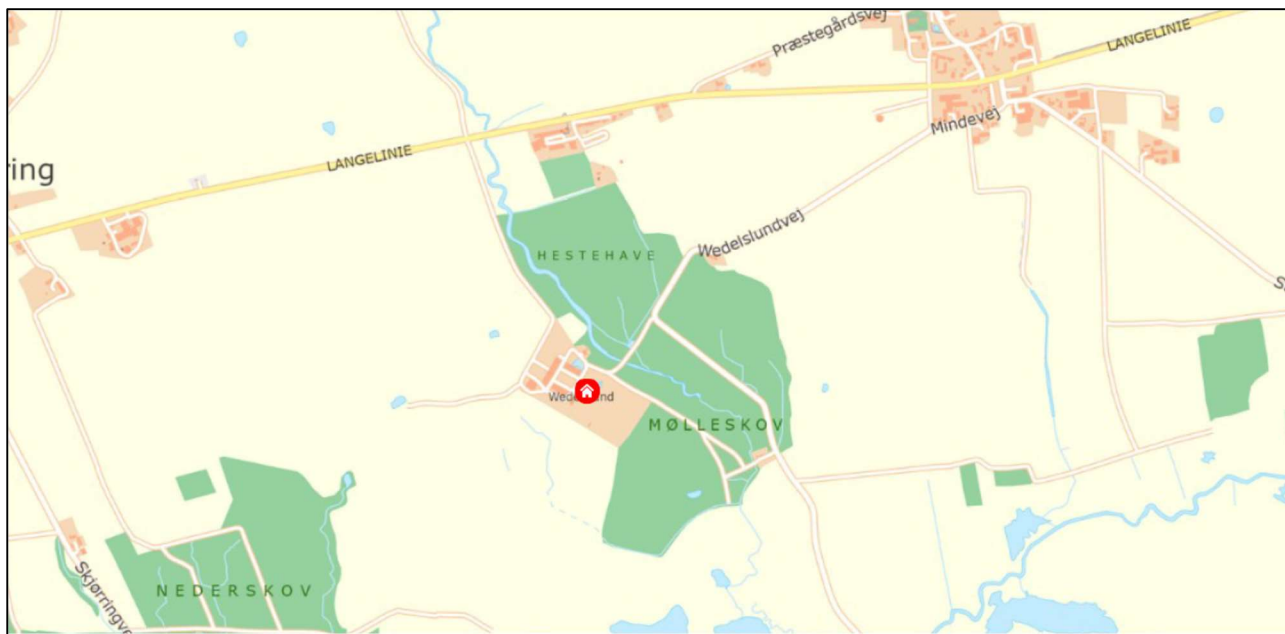 Præstegårdsvej
LANGELINIE
Mindevej
LANGELINIE
ring
Wedelslundvej
HESTEHAVE
MØLLESKOV
NEDERSKOV